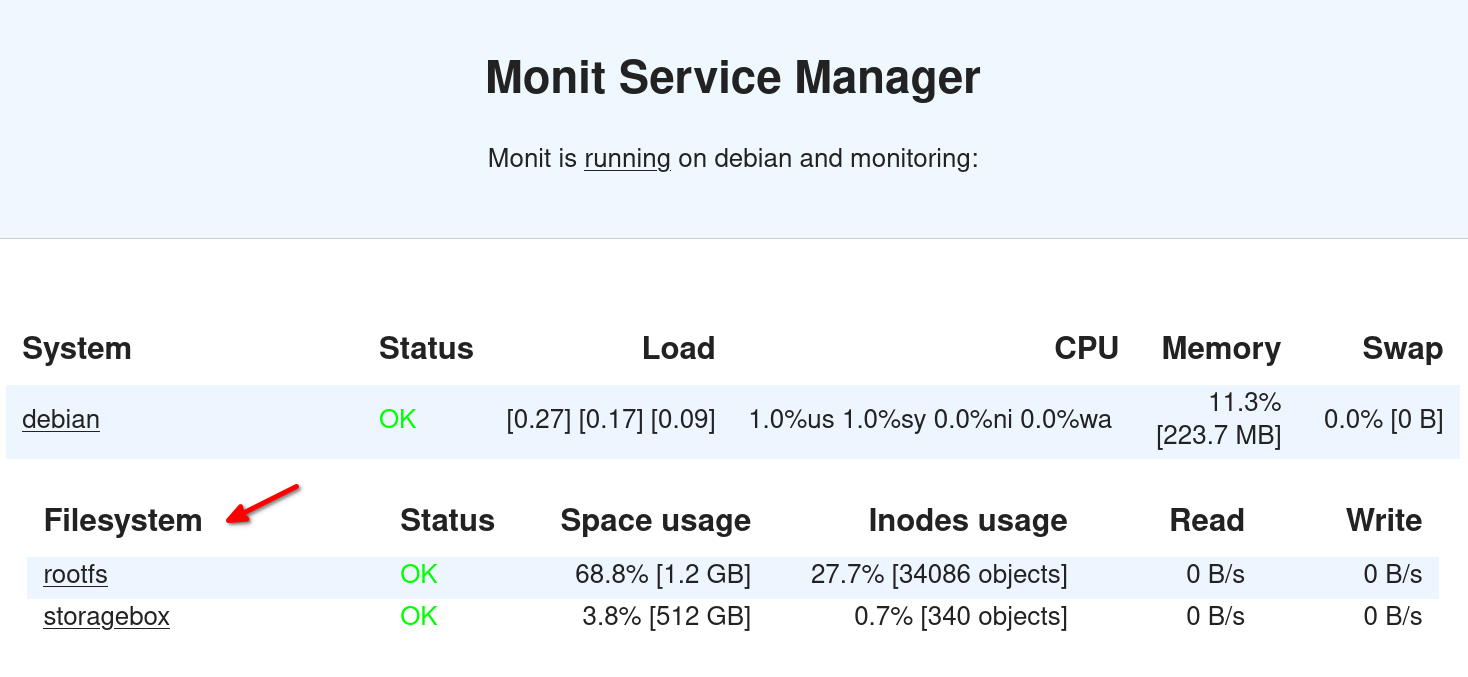 Monit Service Manager
Monit is running on debian and monitoring:
System Status Load CPU Memory Swap
debian OK [0.27] [0.17] [0.09] 1.0%us 1.0%sy 0.0%ni 0.0%wa 11.3% [223.7 MB] 0.0% [0 B]
Filesystem Status Space usage Inodes usage Read Write
rootfs OK 68.8% [1.2 GB] 27.7% [34086 objects] 0 B/s 0 B/s
storagebox OK 3.8% [512 GB] 0.7% [340 objects] 0 B/s 0 B/s